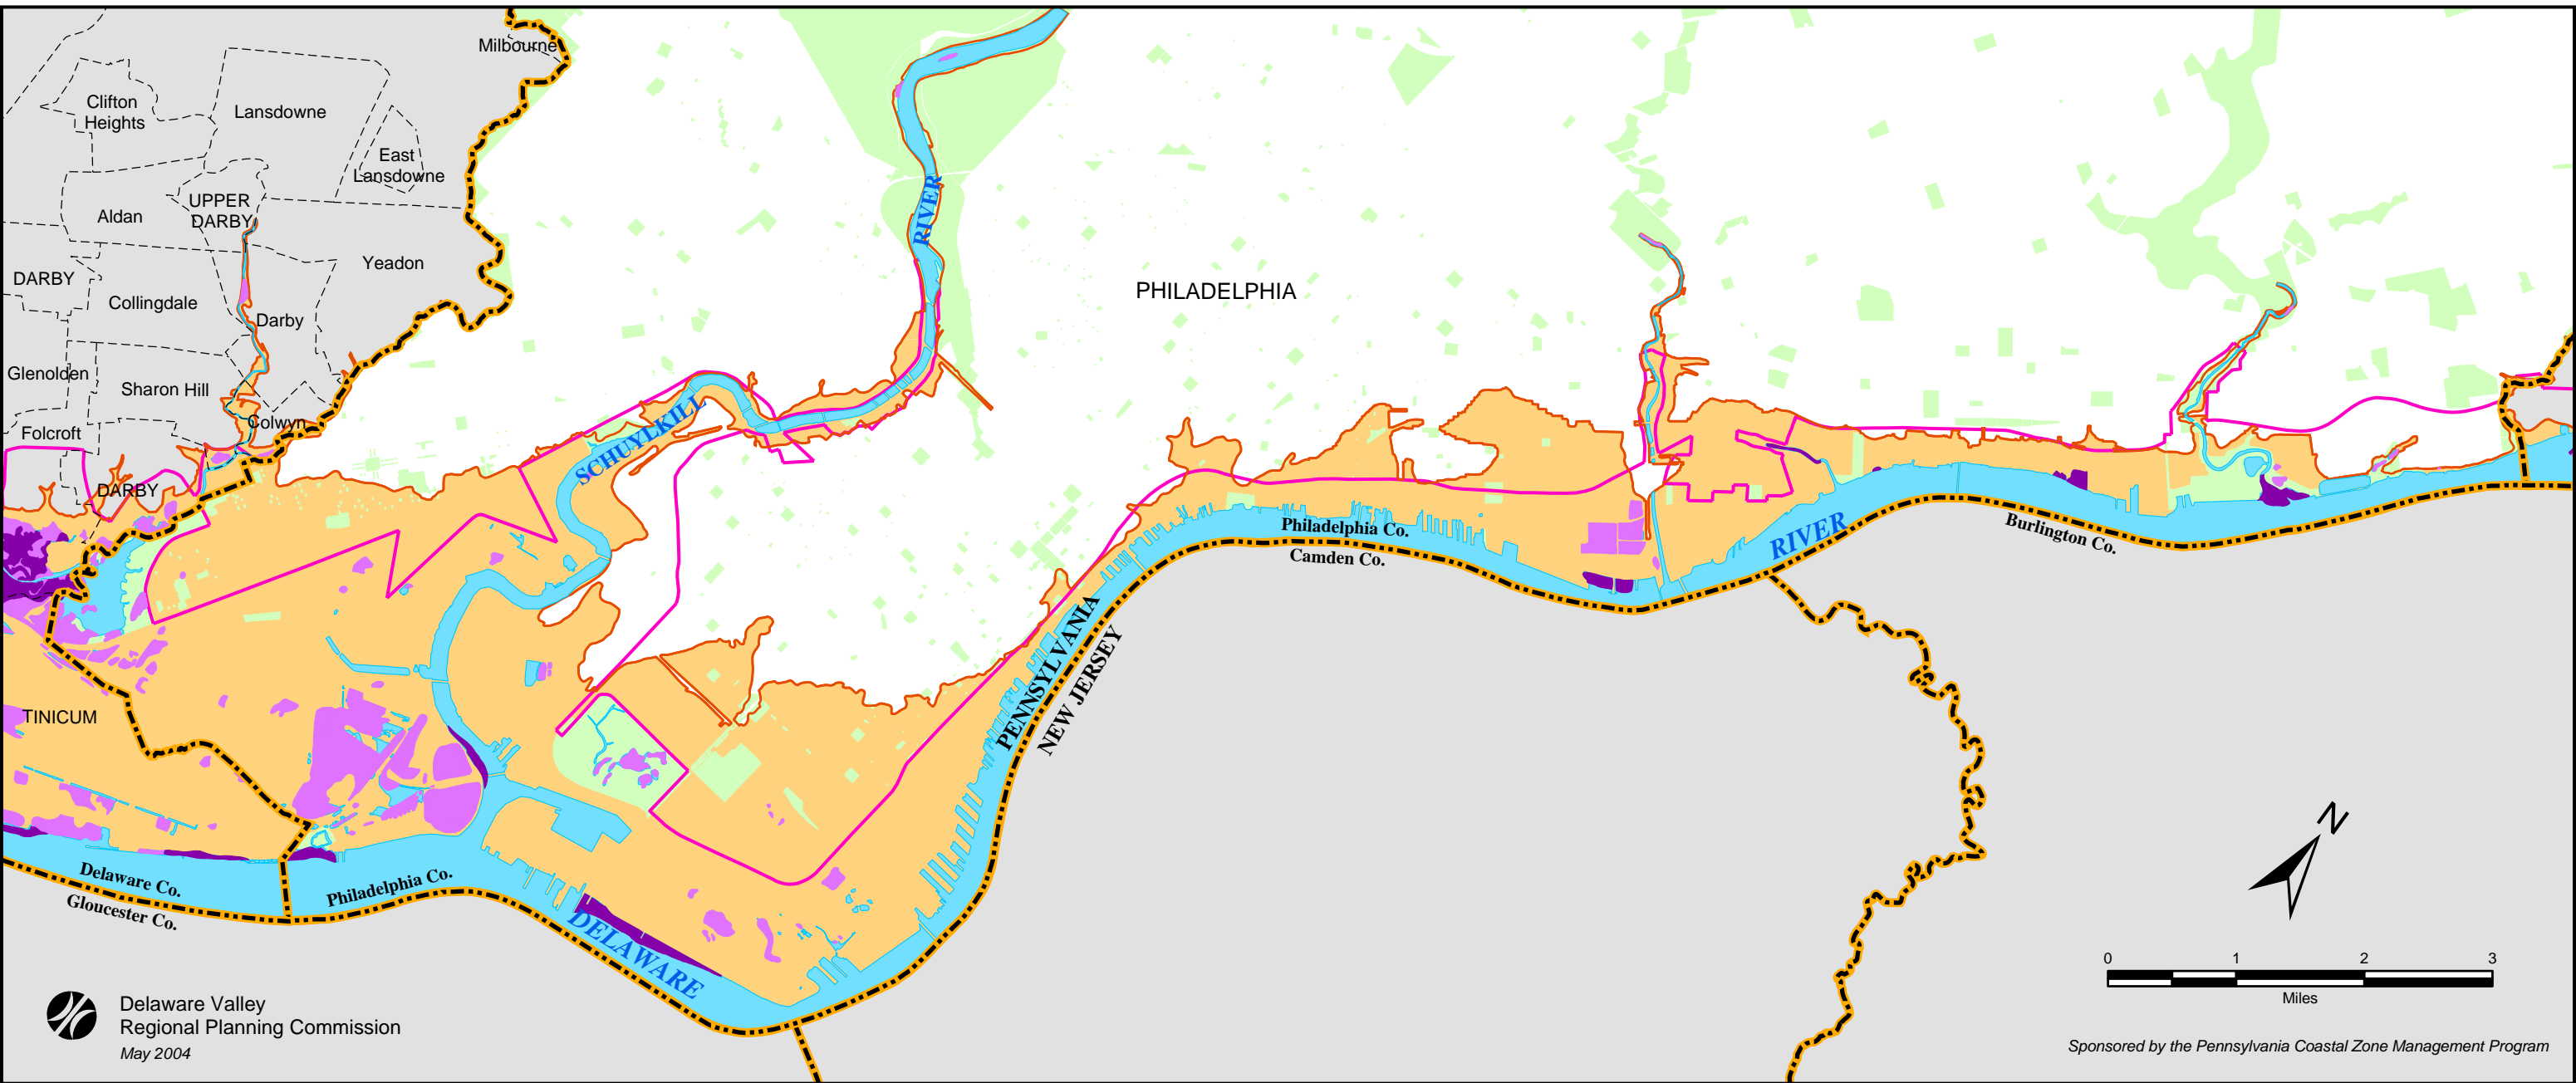 Milbourne
Clifton
Heights
Lansdowne
East
Lansdowne
UPPER
DARBY
Aldan
Yeadon
DARBY
Collingdale
Darby
Glenolden
Sharon Hill
Colwyn
Folcroft
DARBY
TINICUM
PHILADELPHIA
RIVER
SCHUYLKILL
Philadelphia Co.
Camden Co.
RIVER
Burlington Co.
PENNSYLVANIA
NEW JERSEY
Delaware Co.
Gloucester Co.
Philadelphia Co.
DELAWARE
N
0 1 2 3
Miles
Delaware Valley
Regional Planning Commission
May 2004
Sponsored by the Pennsylvania Coastal Zone Management Program